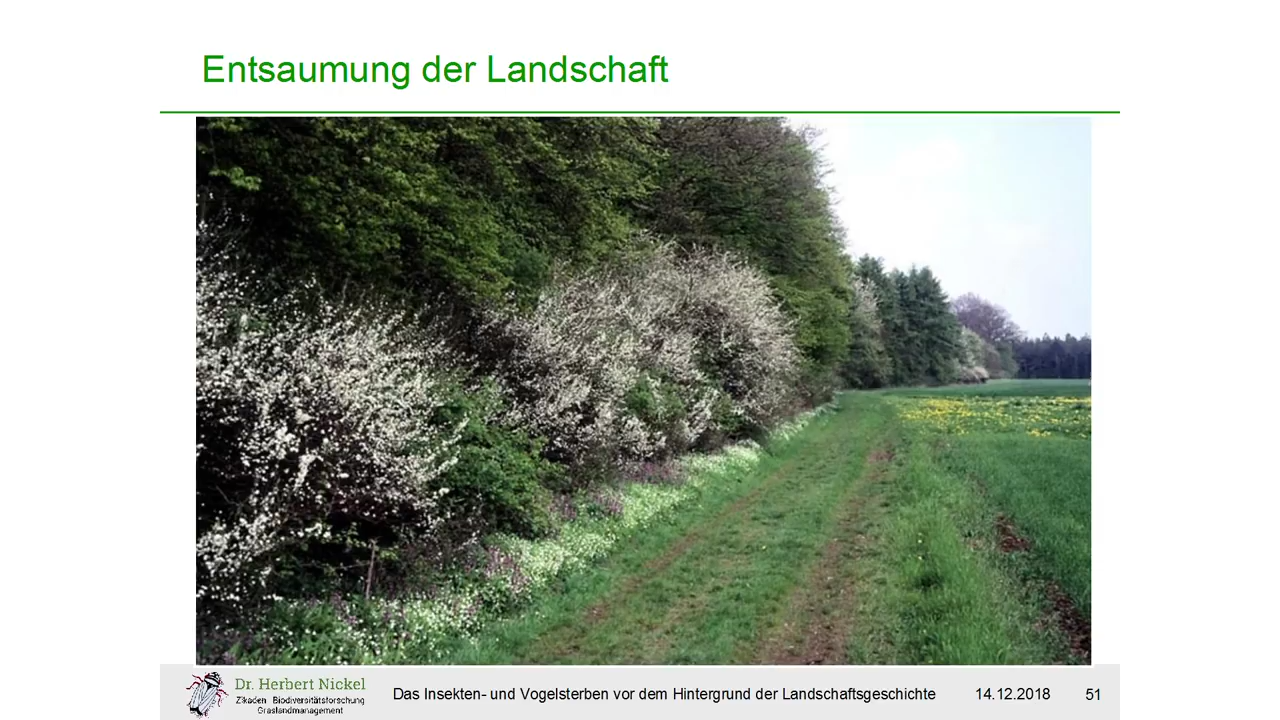 Entsaumung der Landschaft
Dr. Herbert Nickel
Zikaden Biodiversitätsforschung
Graslandmanagement
Das Insekten- und Vogelsterben vor dem Hintergrund der Landschaftsgeschichte
14.12.2018
51